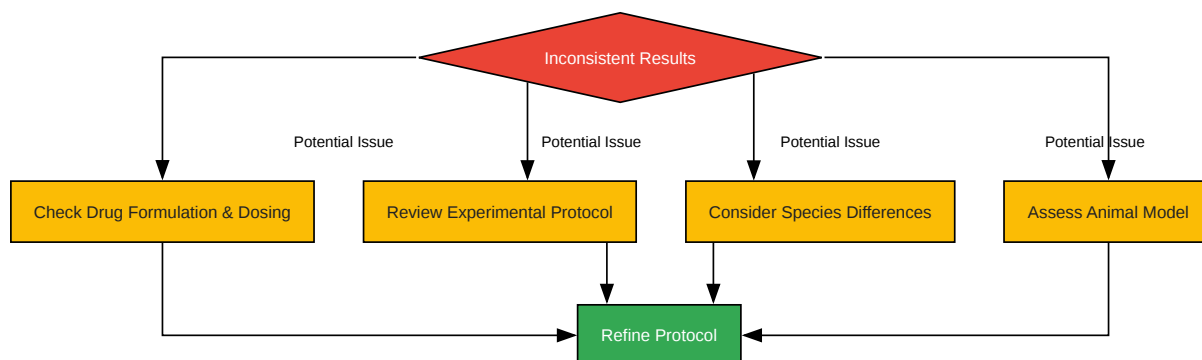 Inconsistent Results
Potential Issue
Potential Issue
Potential Issue
Potential Issue
Check Drug Formulation & Dosing
Review Experimental Protocol
Consider Species Differences
Assess Animal Model
Refine Protocol